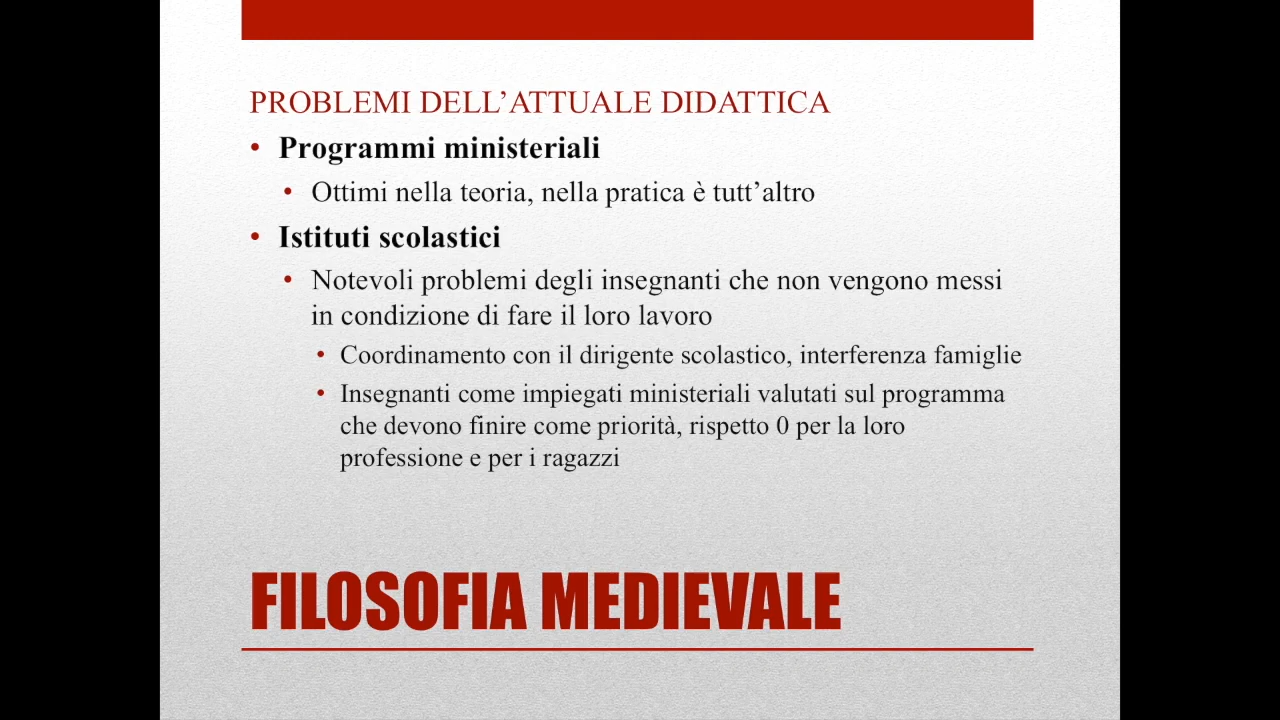 PROBLEMI DELL’ATTUALE DIDATTICA
• Programmi ministeriali
• Ottimi nella teoria, nella pratica è tutt’altro
• Istituti scolastici
• Notevoli problemi degli insegnanti che non vengono messi
in condizione di fare il loro lavoro
• Coordinamento con il dirigente scolastico, interferenza famiglie
• Insegnanti come impiegati ministeriali valutati sul programma
che devono finire come priorità, rispetto 0 per la loro
professione e per i ragazzi
FILOSOFIA MEDIEVALE